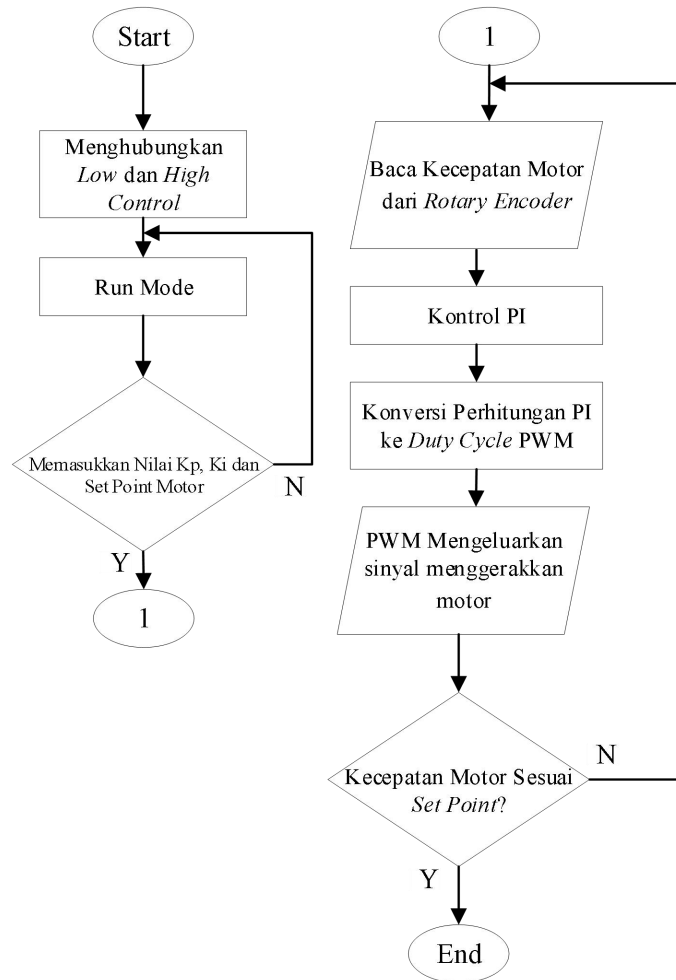 Start
Menghubungkan
Low dan High
Control
Run Mode
Memasukkan Nilai Kp, Ki dan
Set Point Motor
N
Y
1
1
Baca Kecepatan Motor
dari Rotary Encoder
Kontrol PI
Konversi Perhitungan PI
ke Duty Cycle PWM
PWM Mengeluarkan
sinyal menggerakkan
motor
Kecepatan Motor Sesuai
Set Point?
N
Y
End